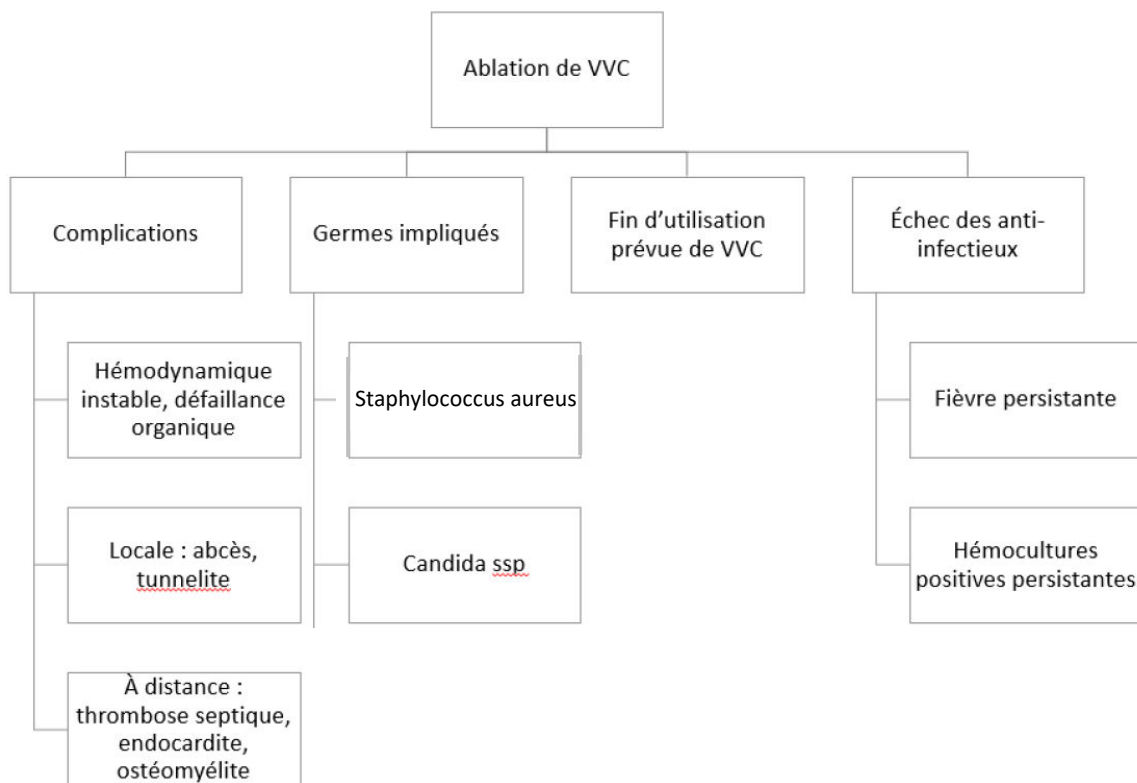 Ablation de VVC
Complications
Germes impliqués
Fin d’utilisation
prévue de VVC
Échec des anti-
infectieux
Hémodynamique
instable, défaillance
organique
Staphylococcus aureus
Fièvre persistante
Locale : abcès,
tunnelite
Candida ssp
Hémocultures
positives persistantes
À distance :
thrombose septique,
endocardite,
ostéomyélite